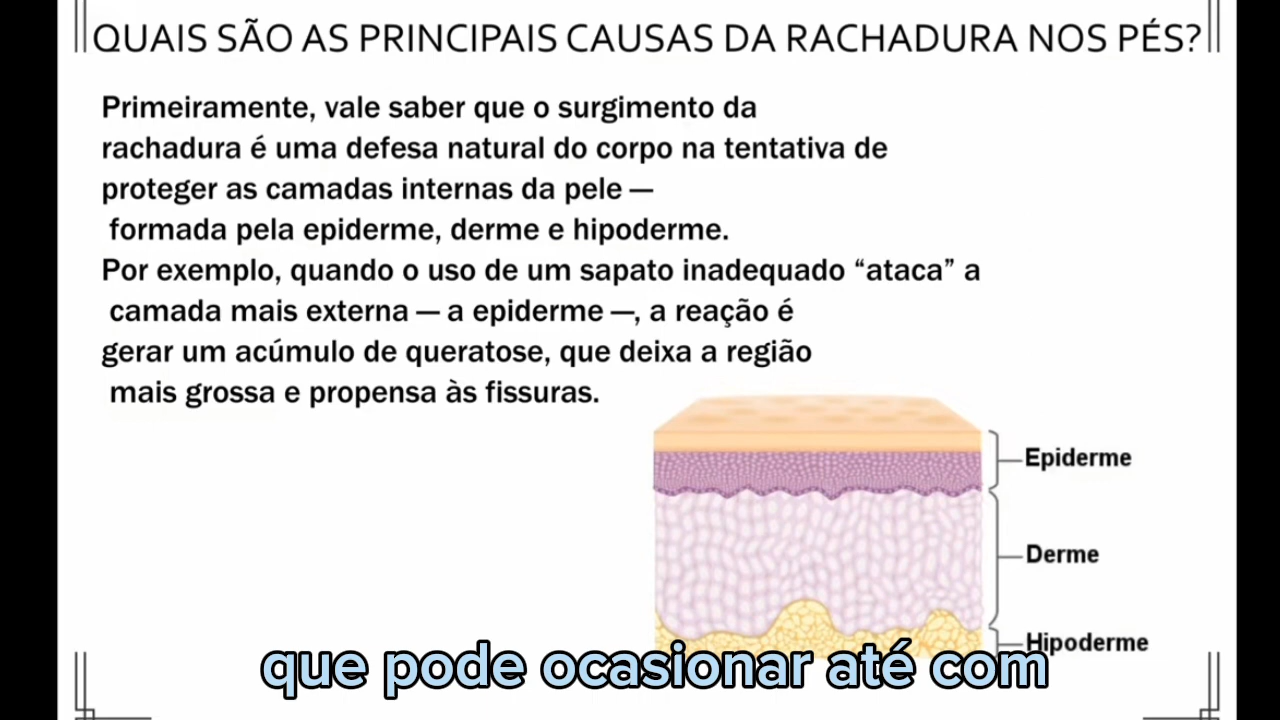 QUAIS SÃO AS PRINCIPAIS CAUSAS DA RACHADURA NOS PÉS?
Primeiramente, vale saber que o surgimento da
rachadura é uma defesa natural do corpo na tentativa de
proteger as camadas internas da pele —
formada pela epiderme, derme e hipoderme.
Por exemplo, quando o uso de um sapato inadequado “ataca” a
camada mais externa — a epiderme —, a reação é
gerar um acúmulo de queratose, que deixa a região
mais grossa e propensa às fissuras.
Epiderme
Derme
Hipoderme
que pode ocasionar até com